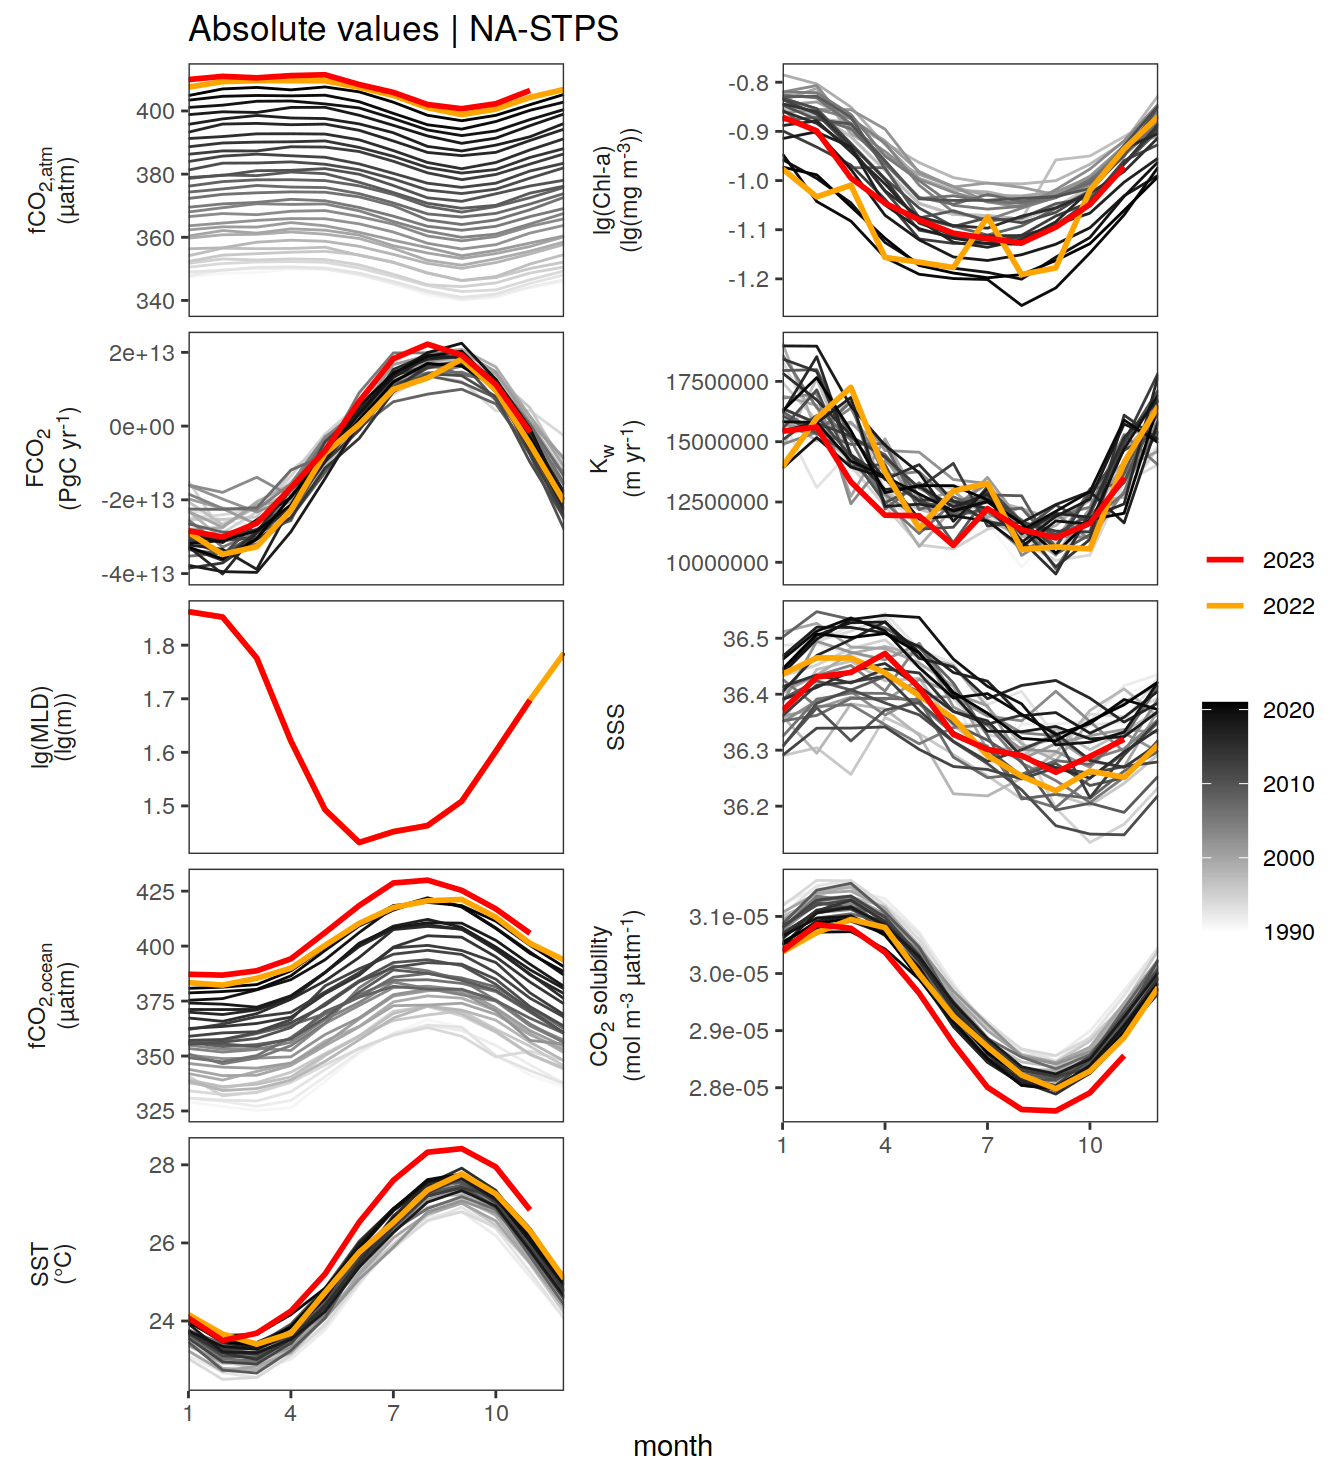 Absolute values | NA-STPS
fCO2,atm
(µatm)
400
380
360
340
lg(Chl-a)
(lg(mg m-3))
-0.8
-0.9
-1.0
-1.1
-1.2
FCO2
(PgC yr-1)
2e+13
0e+00
-2e+13
-4e+13
Kw
(m yr-1)
17500000
15000000
12500000
10000000
lg(MLD)
(lg(m))
1.8
1.7
1.6
1.5
SSS
36.5
36.4
36.3
36.2
fCO2,ocean
(µatm)
425
400
375
350
325
CO2 solubility
(mol m-3 µatm-1)
3.1e-05
3.0e-05
2.9e-05
2.8e-05
1 4 7 10
SST
(°C)
28
26
24
1 4 7 10
month
2023
2022
2020
2010
2000
1990